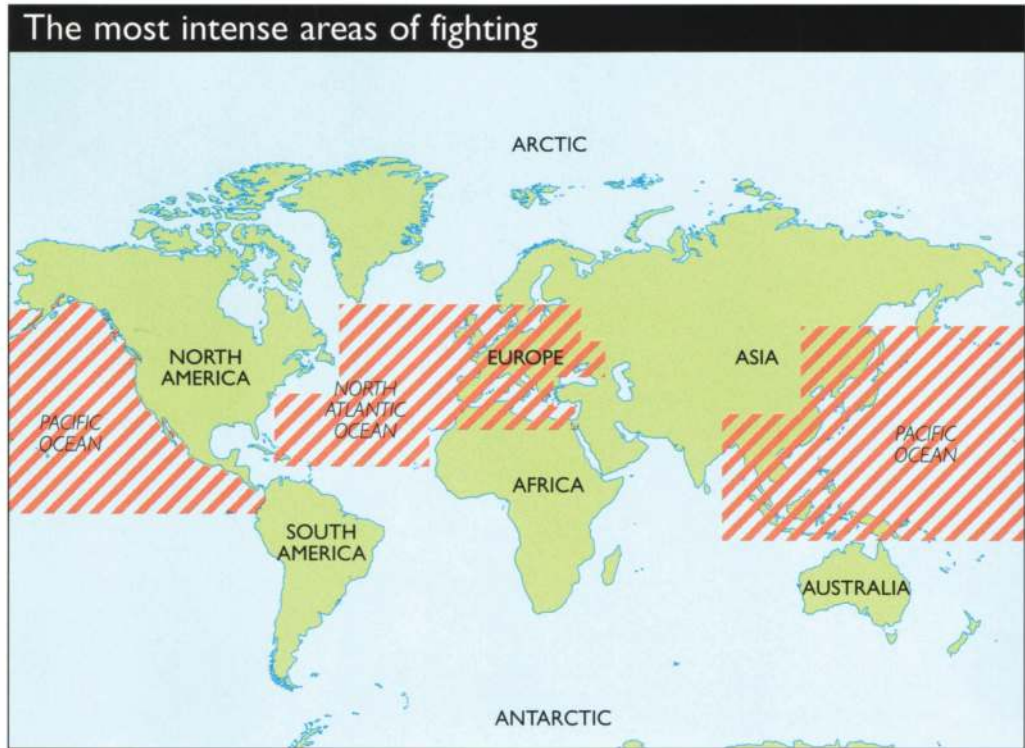 The most intense areas of fighting
ARCTIC
NORTH
AMERICA
EUROPE
ASIA
NORTH
ATLANTIC
OCEAN
PACIFIC
OCEAN
PACIFIC
OCEAN
AFRICA
SOUTH
AMERICA
AUSTRALIA
ANTARCTIC